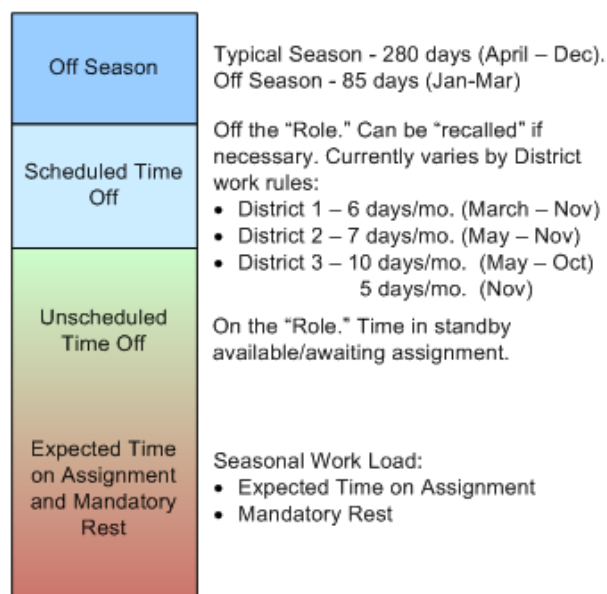 Off Season
Typical Season - 280 days (April – Dec).
Off Season - 85 days (Jan-Mar)
Scheduled Time
Off
Off the “Role.” Can be “recalled” if
necessary. Currently varies by District
work rules:
• District 1 – 6 days/mo. (March – Nov)
• District 2 – 7 days/mo. (May – Nov)
• District 3 – 10 days/mo. (May – Oct)
5 days/mo. (Nov)
Unscheduled
Time Off
On the “Role.” Time in standby
available/awaiting assignment.
Expected Time
on Assignment
and Mandatory
Rest
Seasonal Work Load:
• Expected Time on Assignment
• Mandatory Rest